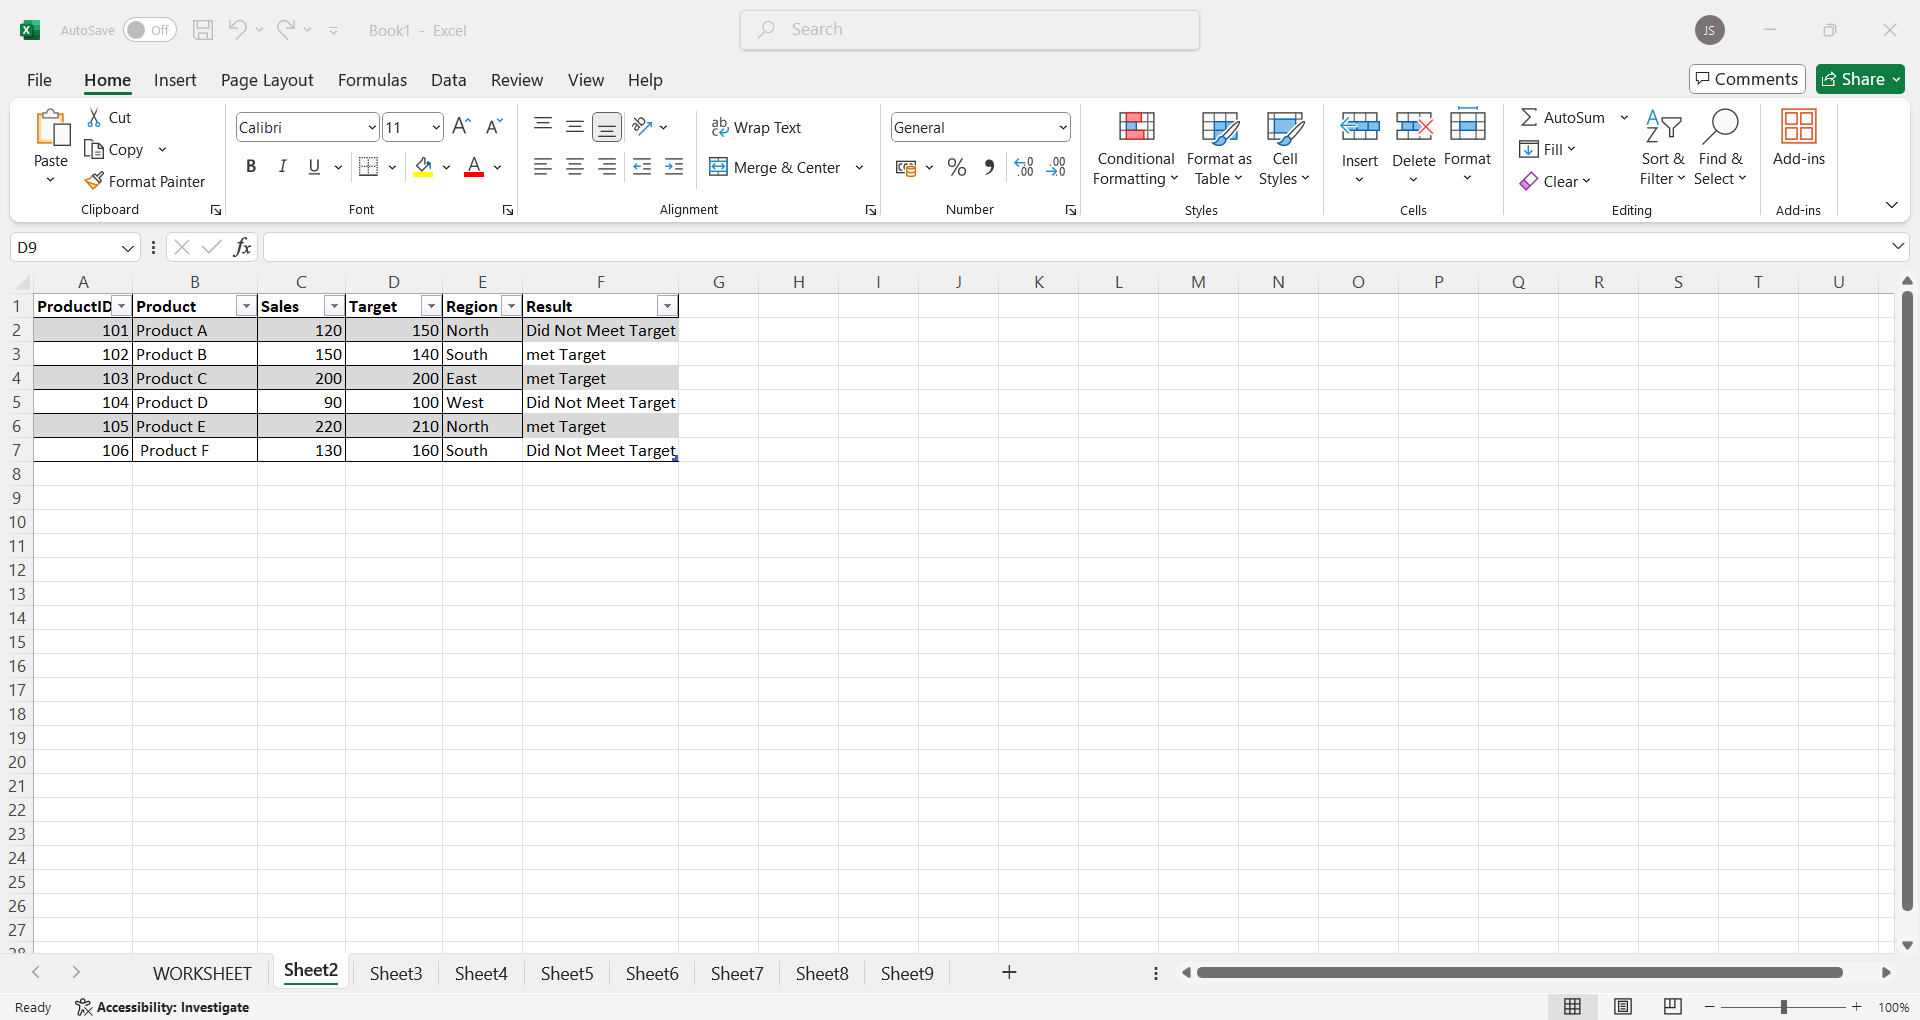 AutoSave Off Book1 - Excel Search JS
File Home Insert Page Layout Formulas Data Review View Help Comments Share
Paste Cut Copy Format Painter Clipboard
Calibri 11 B I U A Font
Wrap Text Merge & Center Alignment
General % Number
Conditional Formatting Format as Table Cell Styles Styles
Insert Delete Format Cells
AutoSum Fill Clear Sort & Filter Find & Select Editing
Add-ins Add-ins
D9 fx
A B C D E F G H I J K L M N O P Q R S T U
1 ProductID Product Sales Target Region Result
2 101 Product A 120 150 North Did Not Meet Target
3 102 Product B 150 140 South met Target
4 103 Product C 200 200 East met Target
5 104 Product D 90 100 West Did Not Meet Target
6 105 Product E 220 210 North met Target
7 106 Product F 130 160 South Did Not Meet Target
8
9
10
11
12
13
14
15
16
17
18
19
20
21
22
23
24
25
26
27
28
WORKSHEET Sheet2 Sheet3 Sheet4 Sheet5 Sheet6 Sheet7 Sheet8 Sheet9
Ready Accessibility: Investigate 100%